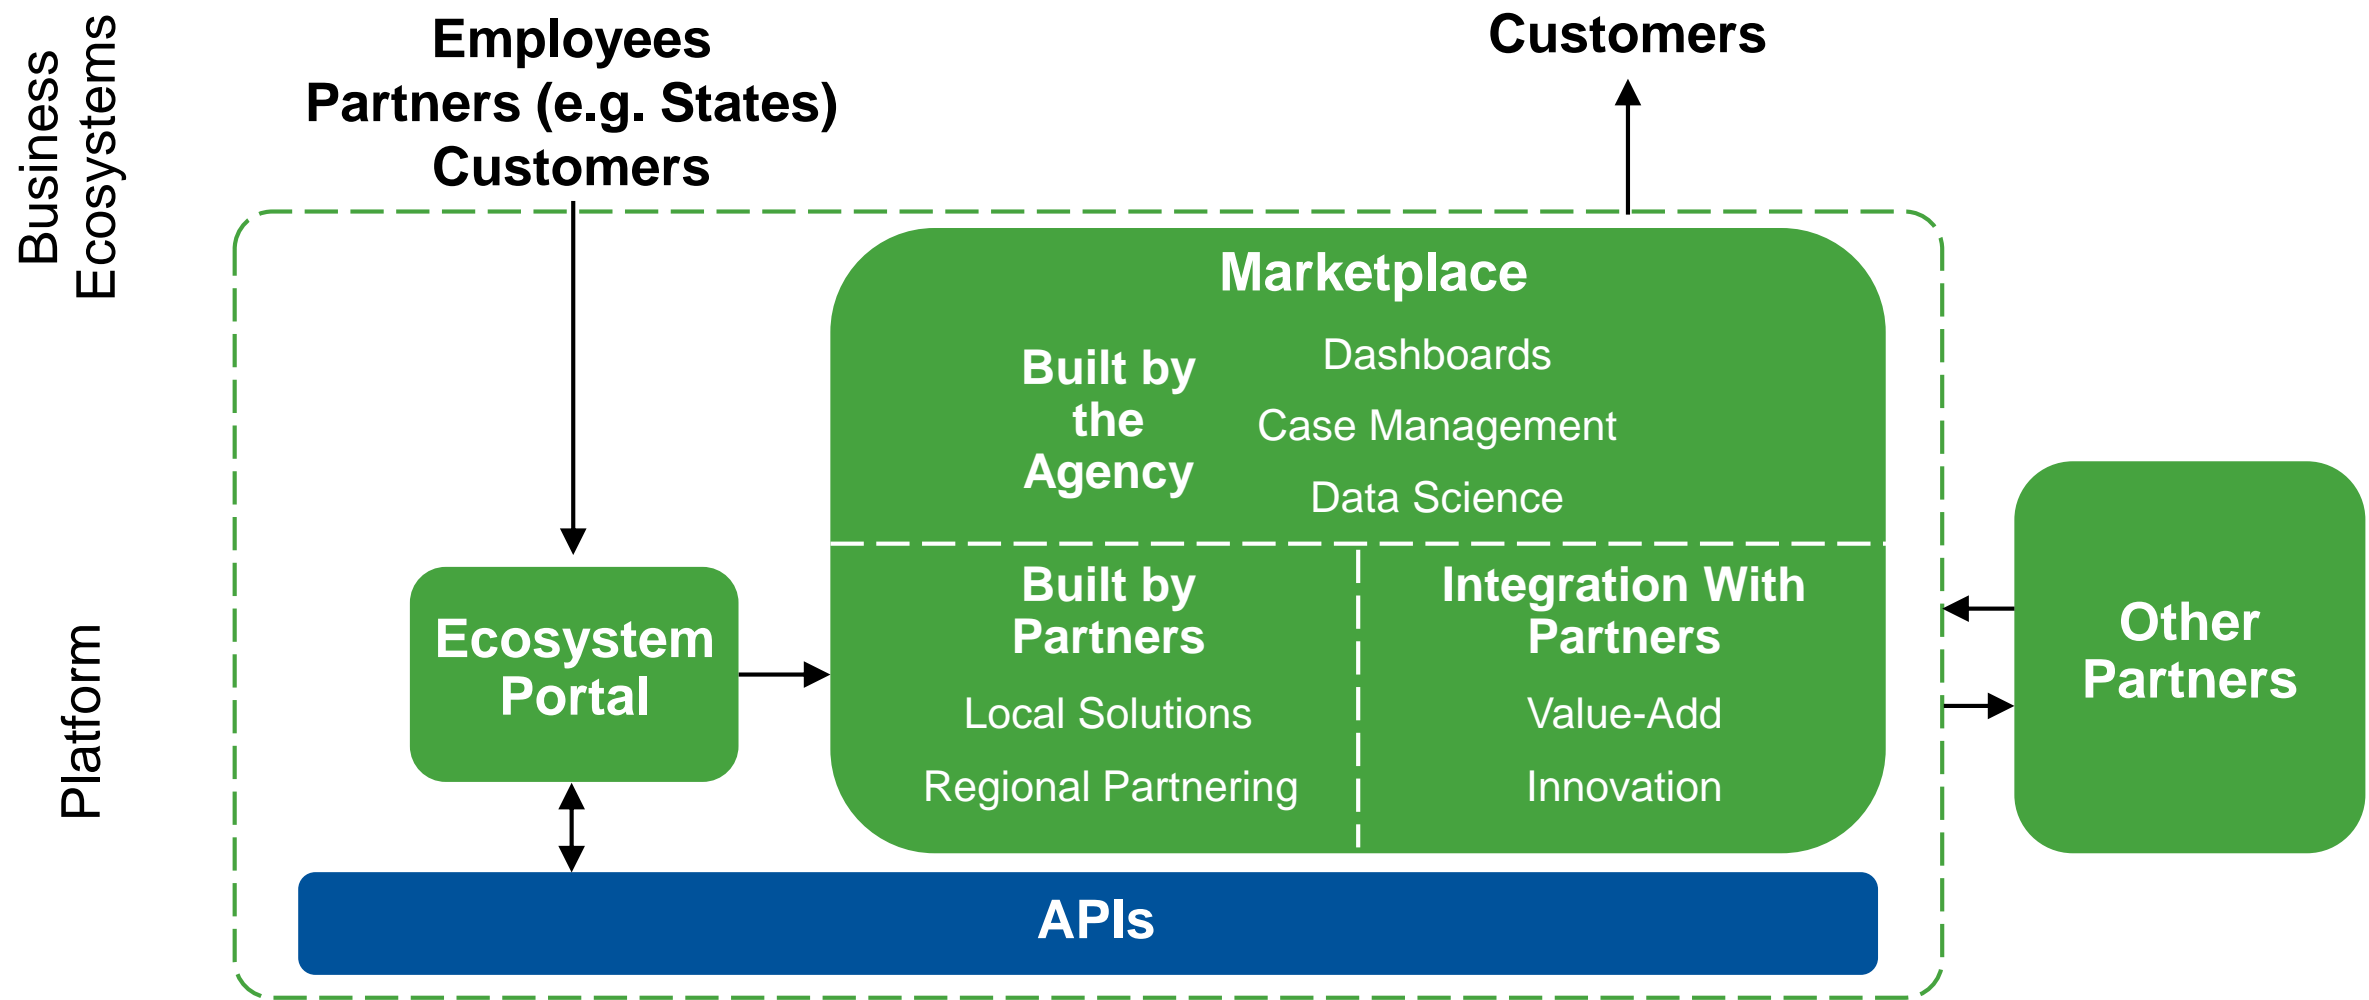 Business
Ecosystems
Employees
Partners (e.g. States)
Customers
Customers
Marketplace
Built by
the
Agency
Dashboards
Case Management
Data Science
Platform
Ecosystem
Portal
Built by
Partners
Local Solutions
Regional Partnering
Integration With
Partners
Value-Add
Innovation
Other
Partners
APIs